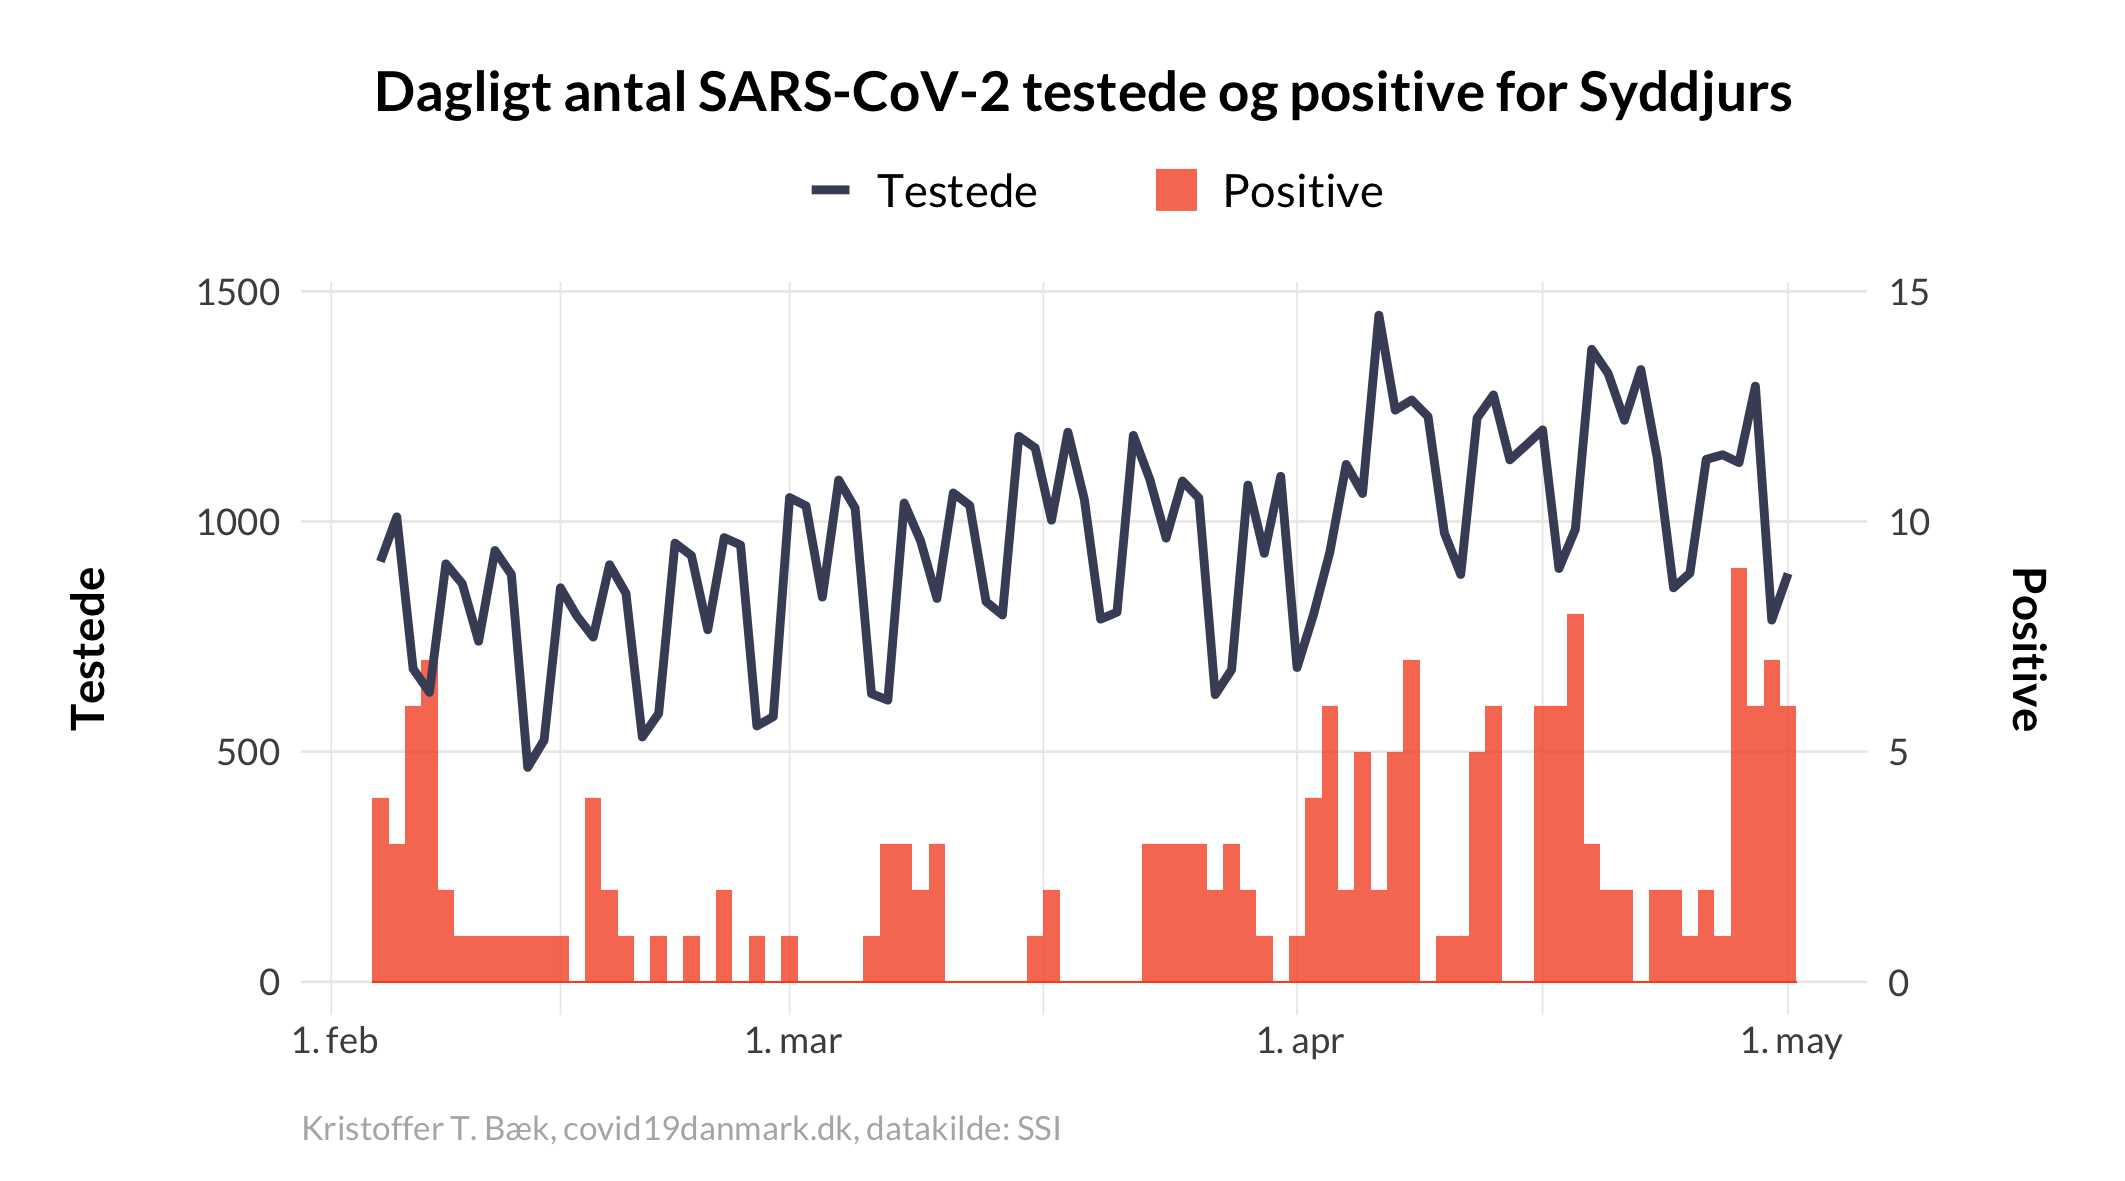 Dagligt antal SARS-CoV-2 testede og positive for Syddjurs
Testede
Positive
1500
1000
500
0
Testede
15
10
5
0
Positive
1. feb
1. mar
1. apr
1. may
Kristoffer T. Bæk, covid19danmark.dk, datakilde: SSI